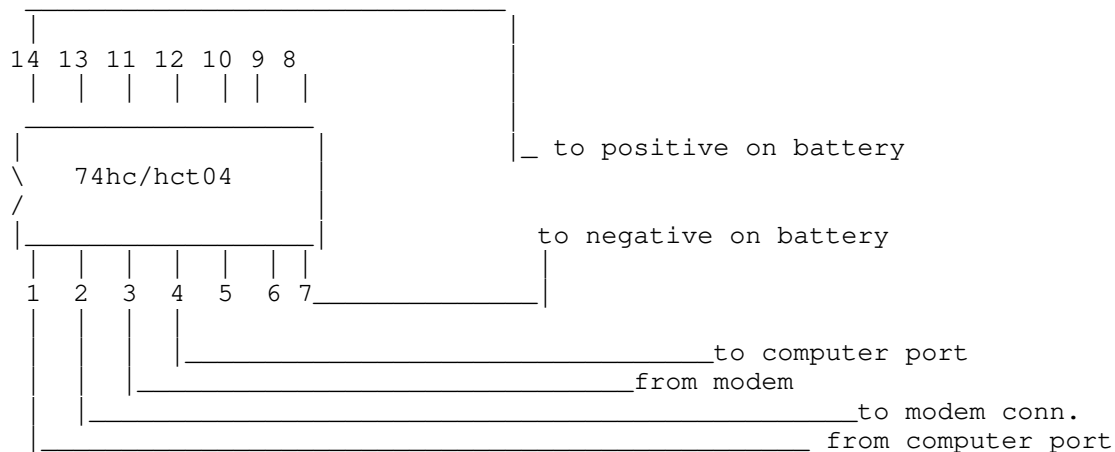 14 13 11 12 10 9 8
to positive on battery
74hc/hct04
to negative on battery
1 2 3 4 5 6 7
to computer port
from modem
to modem conn.
from computer port